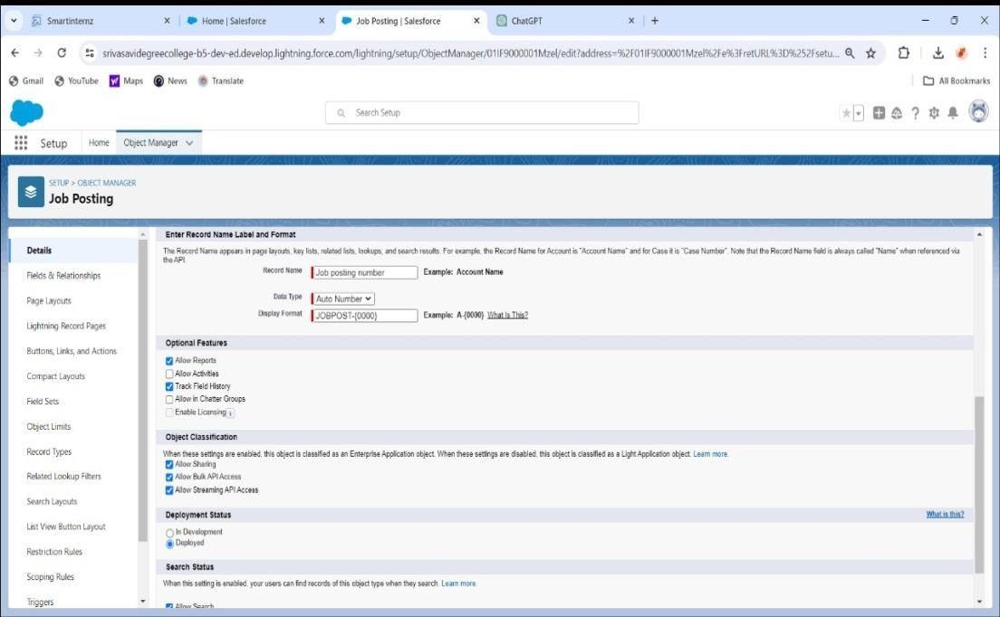 Smartinternz
Home | Salesforce
Job Posting | Salesforce
ChatGPT
srivasavidegreecollege-b5-dev-ed.develop.lightning.force.com/lightning/setup/ObjectManager/01IF9000001Mzel/edit?address=%2F01IF9000001Mzel%2Fe%3FretURL%3D%252Fsetu...
Gmail YouTube Maps News Translate All Bookmarks
Search Setup
Setup Home Object Manager
SETUP > OBJECT MANAGER
Job Posting
Details
Fields & Relationships
Page Layouts
Lightning Record Pages
Buttons, Links, and Actions
Compact Layouts
Field Sets
Object Limits
Record Types
Related Lookup Filters
Search Layouts
List View Button Layout
Restriction Rules
Scoping Rules
Triggers
Enter Record Name Label and Format
The Record Name appears in page layouts, key lists, related lists, lookups, and search results. For example, the Record Name for Account is "Account Name" and for Case it is "Case Number". Note that the Record Name field is always called "Name" when referenced via
the API.
Record Name Job posting number Example: Account Name
Data Type Auto Number
Display Format JOBPOST-{0000} Example: A-{0000} What Is This?
Optional Features
Allow Reports
Allow Activities
Track Field History
Allow in Chatter Groups
Enable Licensing i
Object Classification
When these settings are enabled, this object is classified as an Enterprise Application object. When these settings are disabled, this object is classified as a Light Application object. Learn more.
Allow Sharing
Allow Bulk API Access
Allow Streaming API Access
Deployment Status What is this?
In Development
Deployed
Search Status
When this setting is enabled, your users can find records of this object type when they search. Learn more.
Allow Search